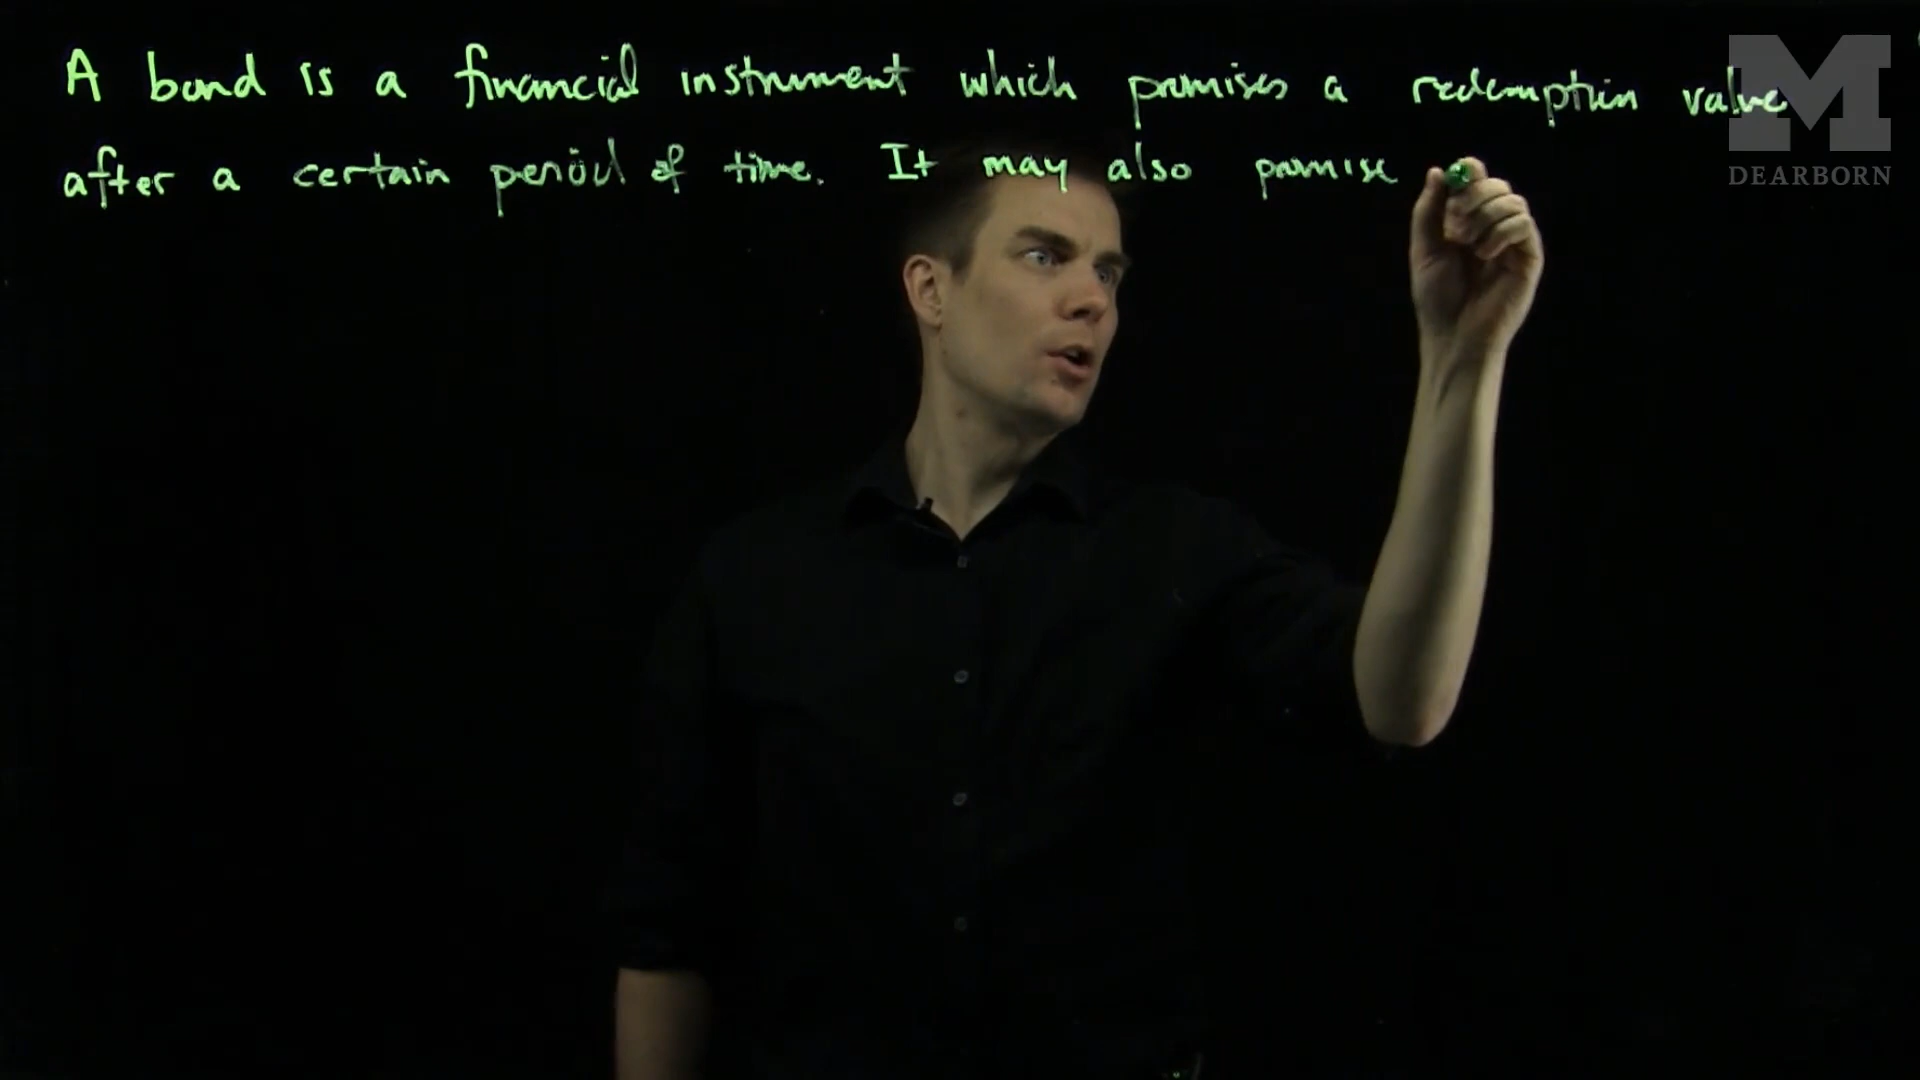 A bond is a financial instrument which promises a redemption value
after a certain period of time. It may also promise
M
DEARBORN